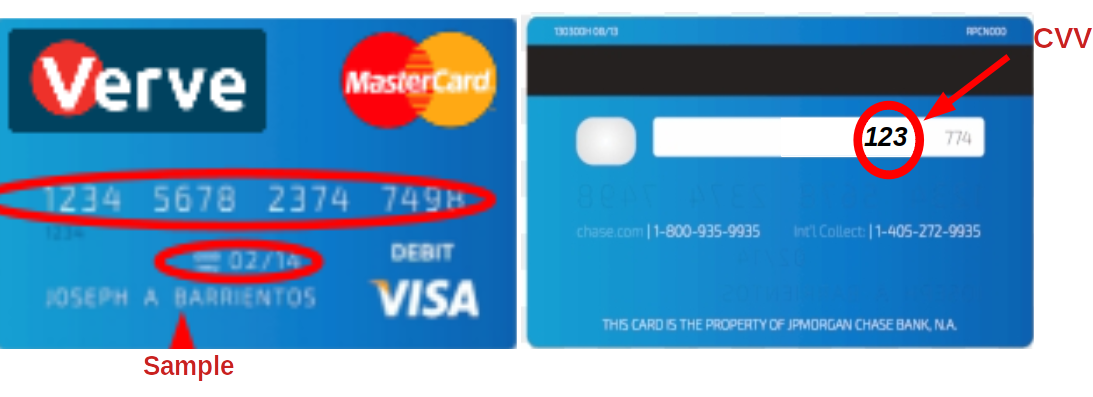 Verve
MasterCard
1234 5678 2374 7498
1234
02/14
DEBIT
JOSEPH A BARRIENTOS
VISA
Sample
130300H 08/13
RPCN000
CVV
123
774
chase.com | 1-800-935-9935
Int'l Collect: | 1-405-272-9935
THIS CARD IS THE PROPERTY OF JPMORGAN CHASE BANK, N.A.